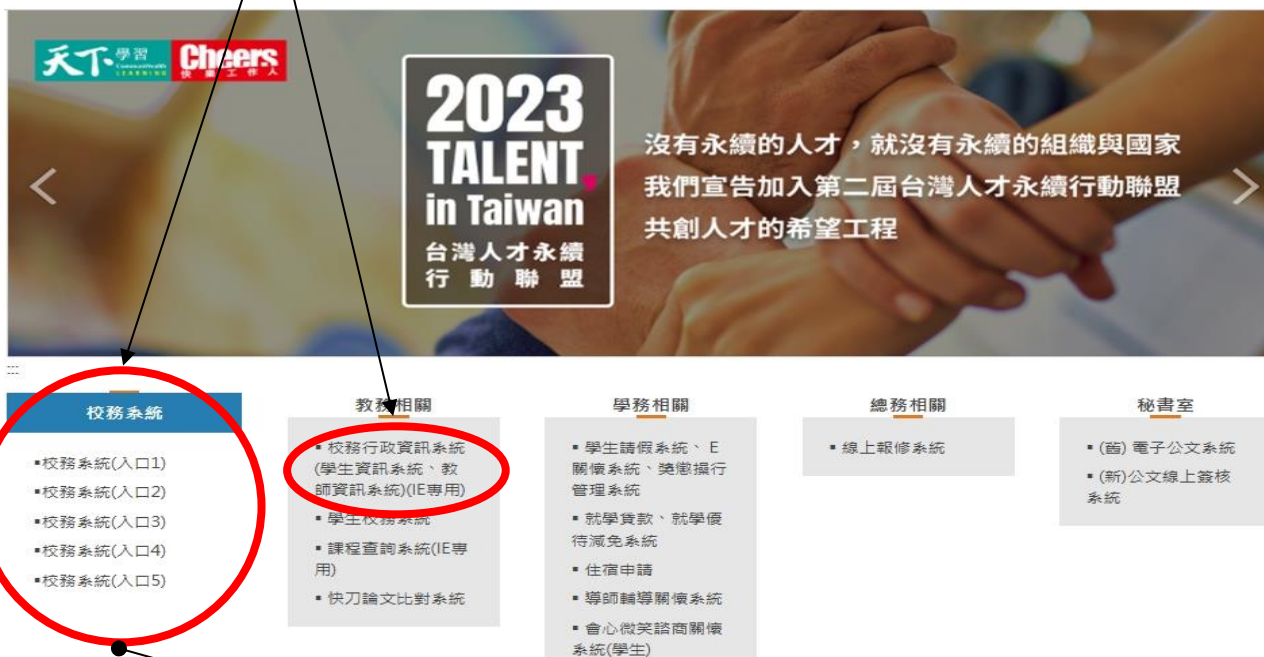 天下學習
CommonWealth
LEARNING
Cheers
快樂工作人
2023
TALENT,
in Taiwan
台灣人才永續
行動聯盟
沒有永續的人才，就沒有永續的組織與國家
我們宣告加入第二屆台灣人才永續行動聯盟
共創人才的希望工程
:::
校務系統
▪校務系統(入口1)
▪校務系統(入口2)
▪校務系統(入口3)
▪校務系統(入口4)
▪校務系統(入口5)
教務相關
▪ 校務行政資訊系統
(學生資訊系統、教
師資訊系統)(IE專用)
▪ 學生校務系統
▪ 課程查詢系統(IE專
用)
▪ 快刀論文比對系統
學務相關
▪ 學生請假系統、 E
關懷系統、獎懲操行
管理系統
▪ 就學貸款、就學優
待減免系統
▪ 住宿申請
▪ 導師輔導關懷系統
▪ 會心微笑諮商關懷
系統(學生)
總務相關
▪ 線上報修系統
秘書室
▪ (舊) 電子公文系統
▪ (新)公文線上簽核
系統